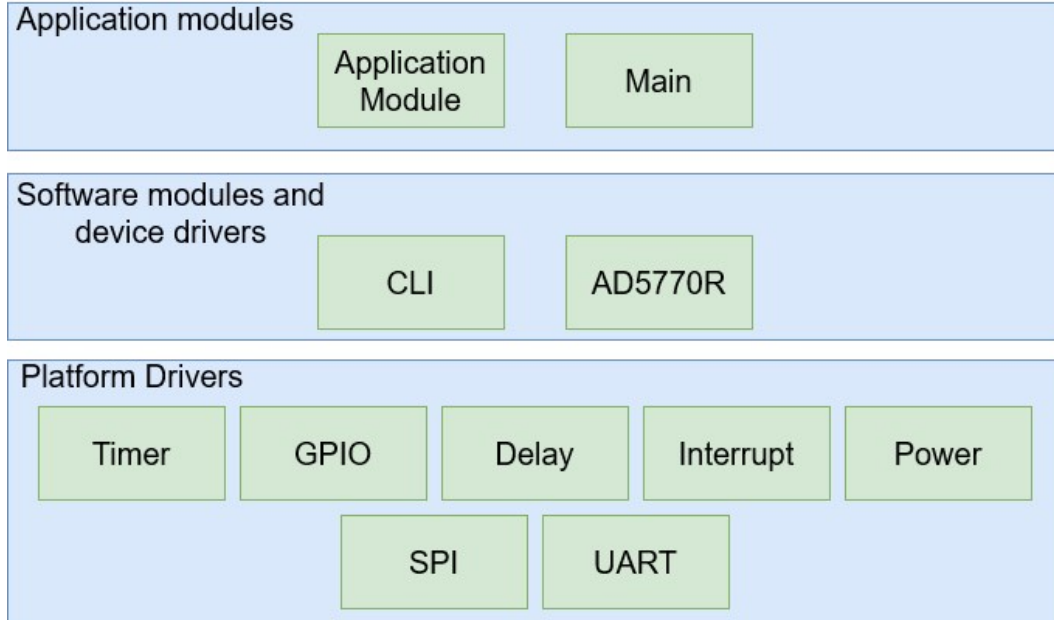 Application modules
Application
Module
Main
Software modules and
device drivers
CLI
AD5770R
Platform Drivers
Timer
GPIO
Delay
Interrupt
Power
SPI
UART